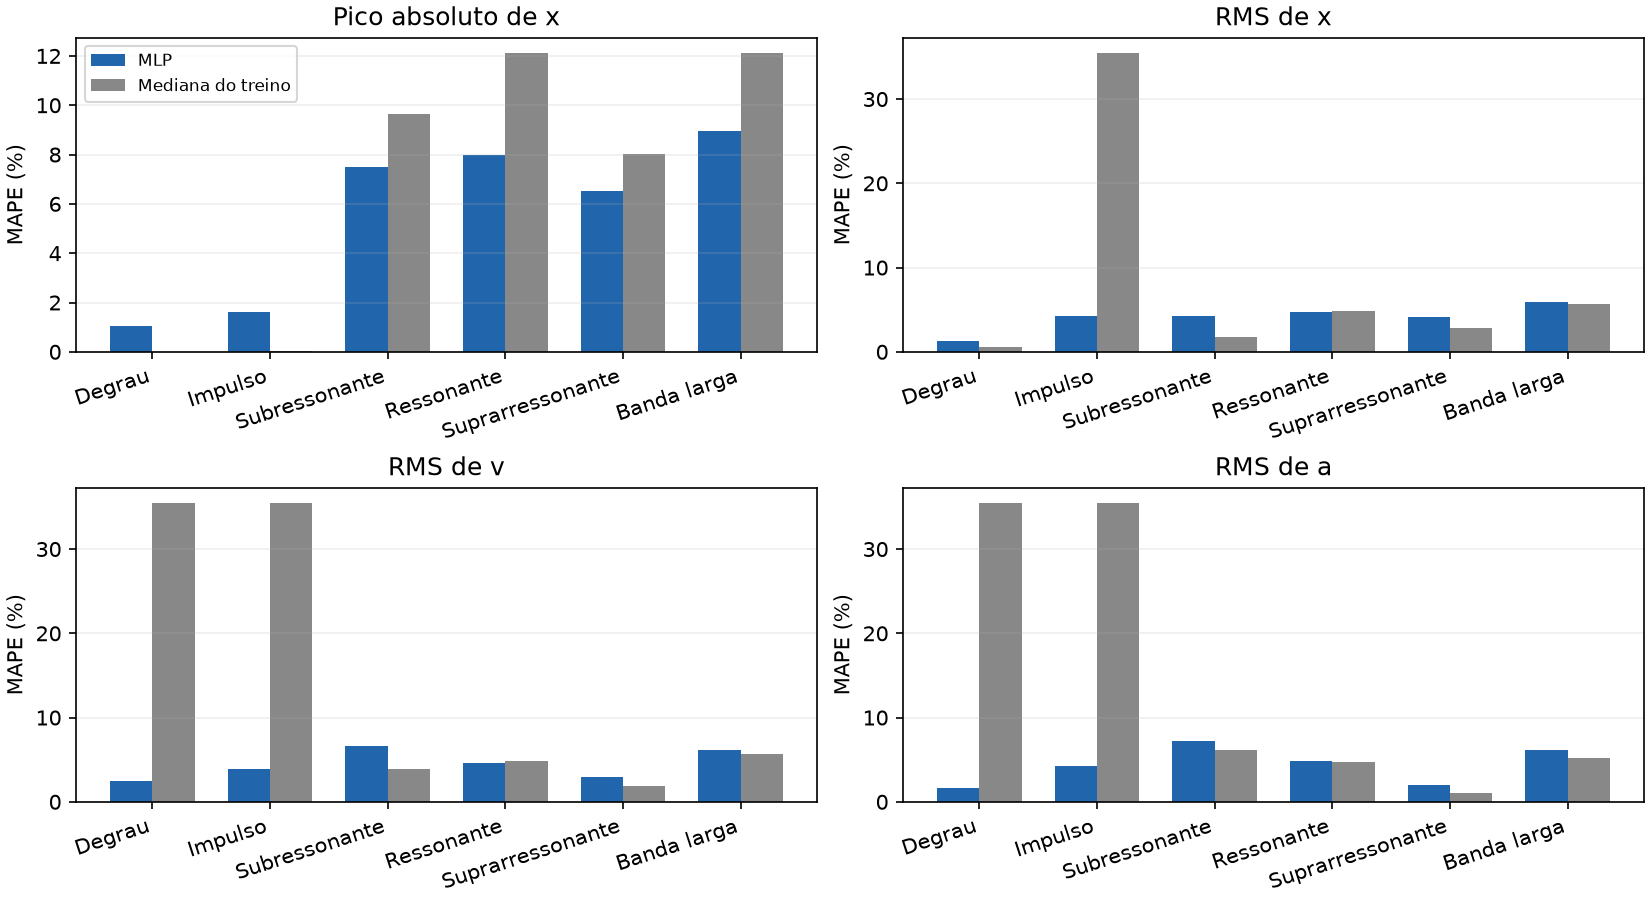 Pico absoluto de x
MAPE (%)
12
10
8
6
4
2
0
MLP
Mediana do treino
Degrau
Impulso
Subressonante
Ressonante
Suprarressonante
Banda larga
RMS de x
MAPE (%)
30
20
10
0
Degrau
Impulso
Subressonante
Ressonante
Suprarressonante
Banda larga
RMS de v
MAPE (%)
30
20
10
0
Degrau
Impulso
Subressonante
Ressonante
Suprarressonante
Banda larga
RMS de a
MAPE (%)
30
20
10
0
Degrau
Impulso
Subressonante
Ressonante
Suprarressonante
Banda larga